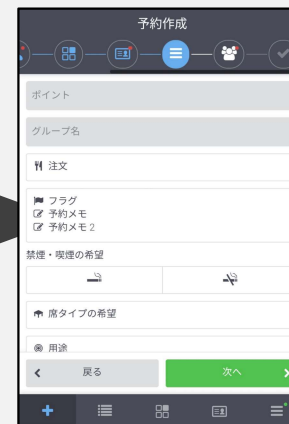 予約作成
ポイント
グループ名
注文
フラグ
予約メモ
予約メモ 2
禁煙・喫煙の希望
席タイプの希望
用途
戻る
次へ